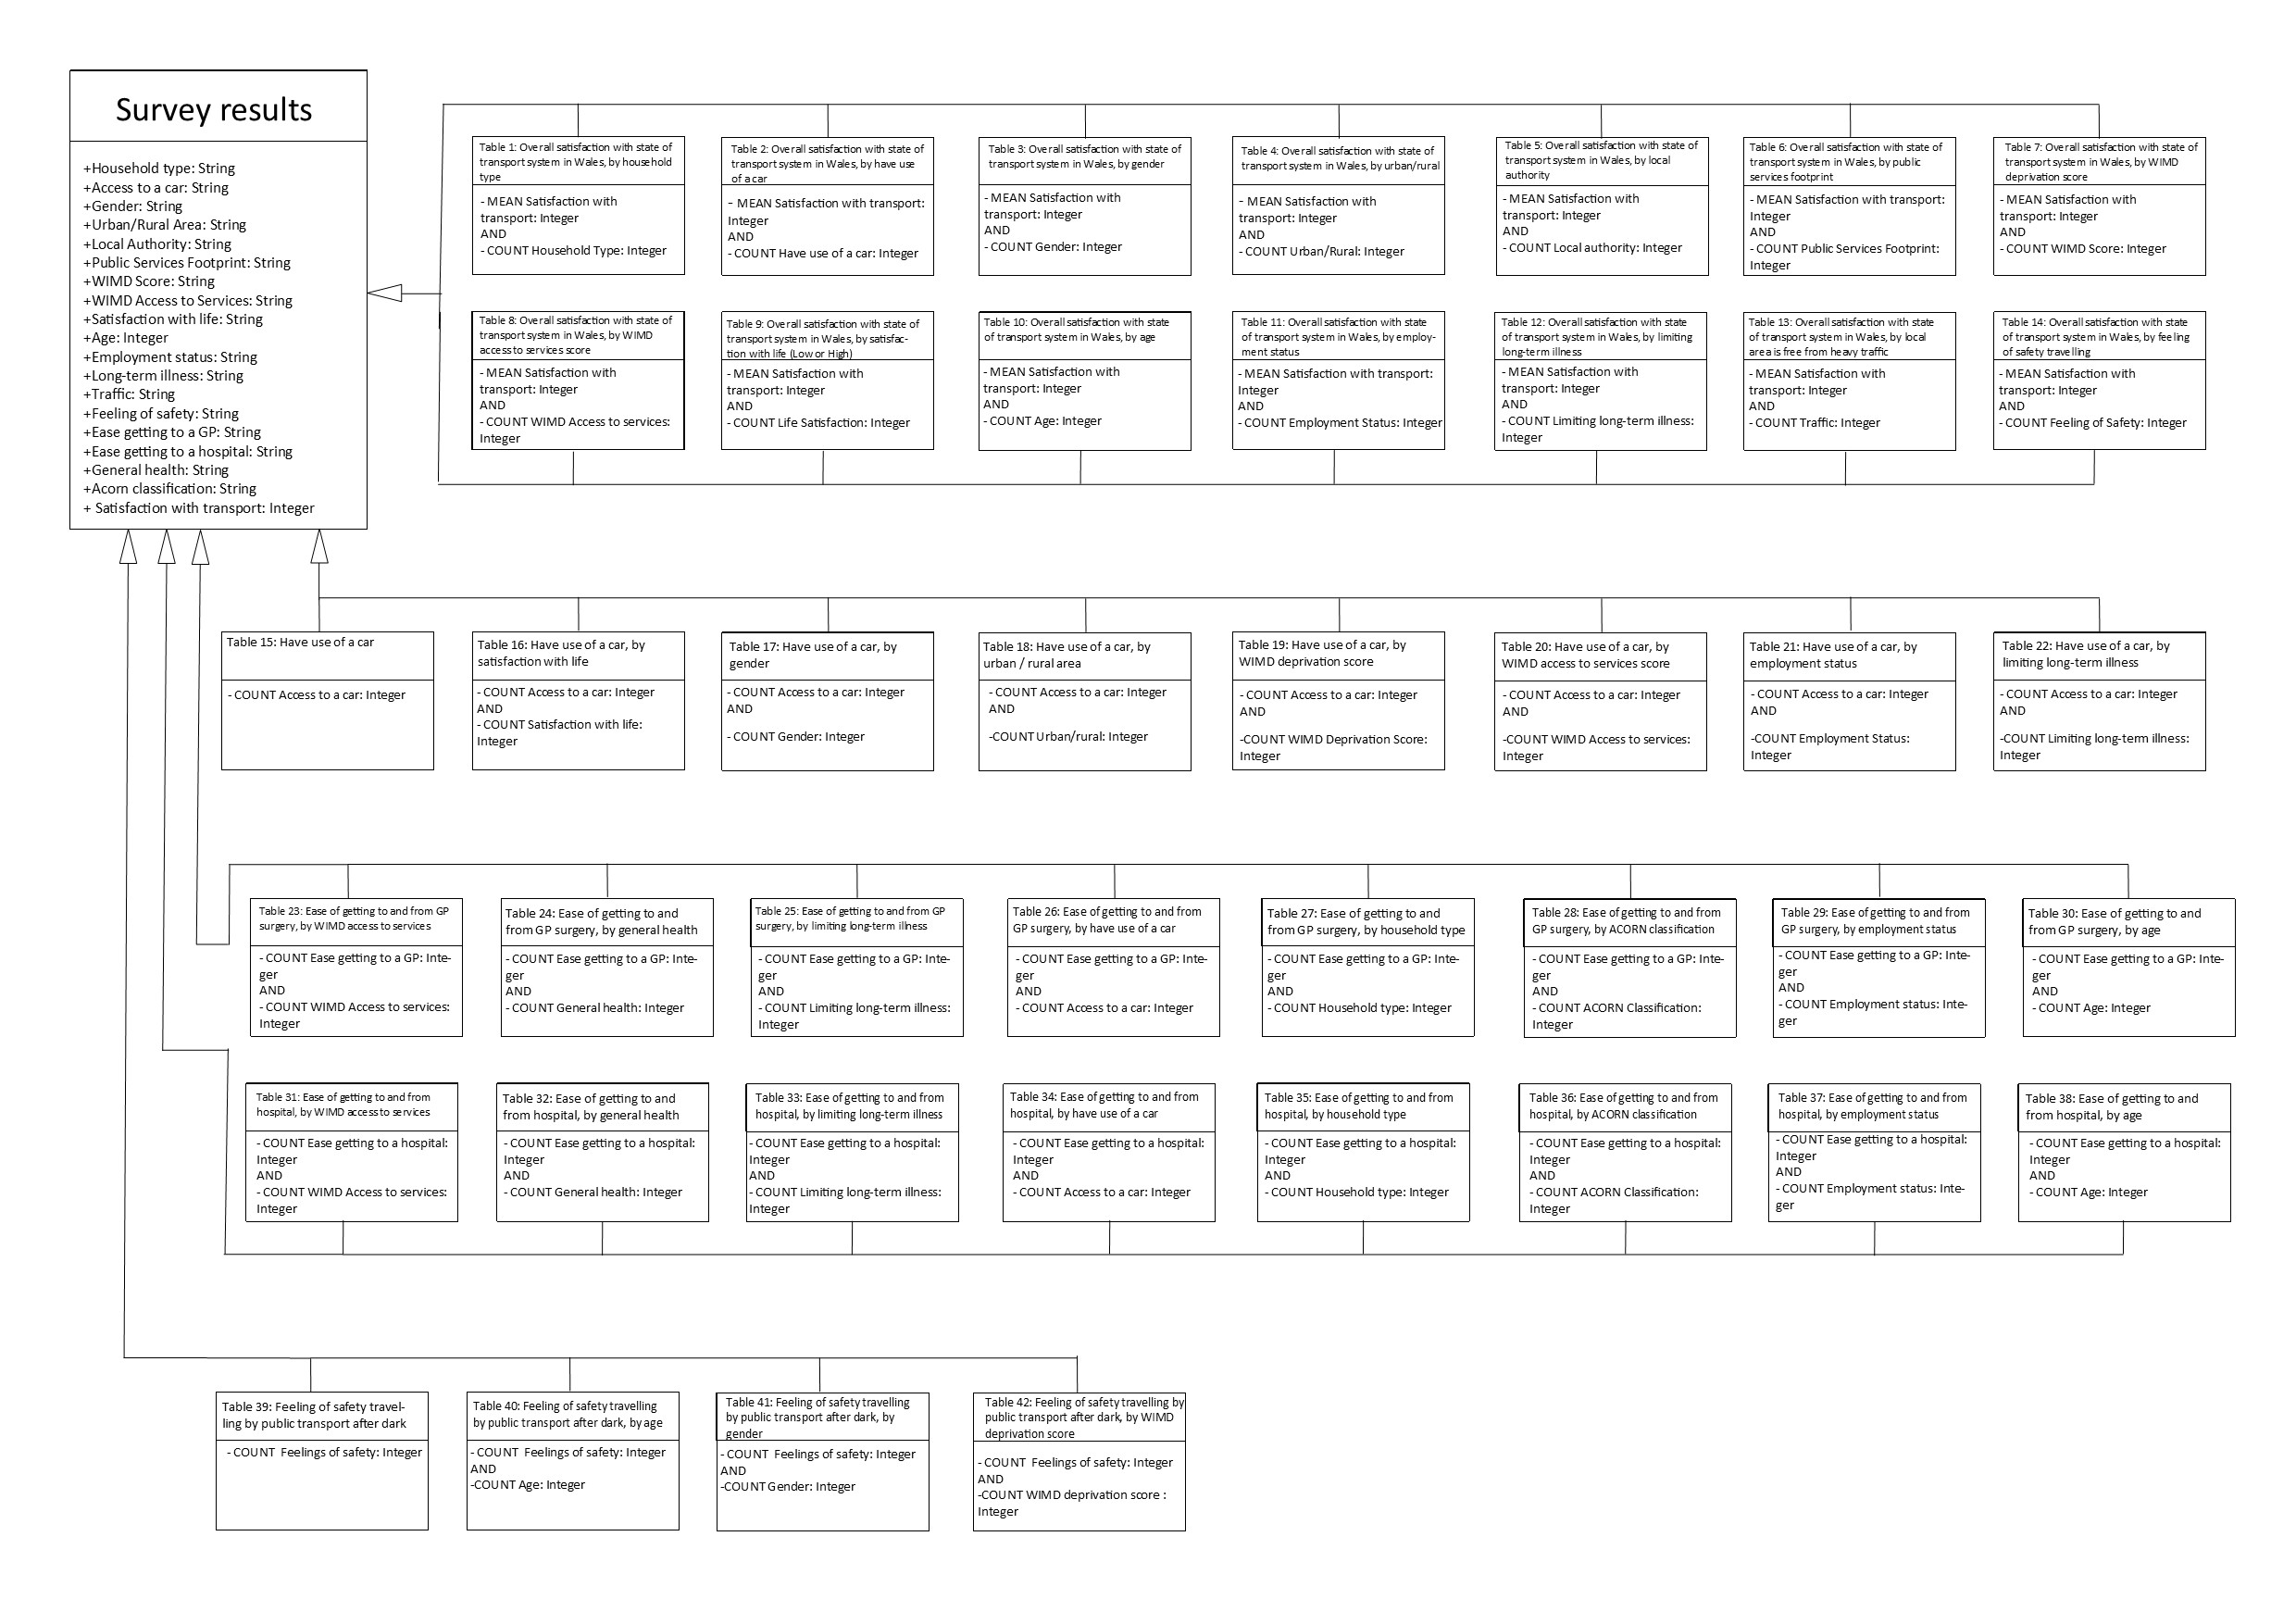 Survey results
+Household type: String
+Access to a car: String
+Gender: String
+Urban/Rural Area: String
+Local Authority: String
+Public Services Footprint: String
+WIMD Score: String
+WIMD Access to Services: String
+Satisfaction with life: String
+Age: Integer
+Employment status: String
+Long-term illness: String
+Traffic: String
+Feeling of safety: String
+Ease getting to a GP: String
+Ease getting to a hospital: String
+General health: String
+Acorn classification: String
+ Satisfaction with transport: Integer
Table 1: Overall satisfaction with state of
transport system in Wales, by household
type
- MEAN Satisfaction with
transport: Integer
AND
- COUNT Household Type: Integer
Table 2: Overall satisfaction with state of
transport system in Wales, by have use
of a car
- MEAN Satisfaction with transport:
Integer
AND
- COUNT Have use of a car: Integer
Table 3: Overall satisfaction with state of
transport system in Wales, by gender
- MEAN Satisfaction with
transport: Integer
AND
- COUNT Gender: Integer
Table 4: Overall satisfaction with state of
transport system in Wales, by urban/rural
- MEAN Satisfaction with
transport: Integer
AND
- COUNT Urban/Rural: Integer
Table 5: Overall satisfaction with state of
transport system in Wales, by local
authority
- MEAN Satisfaction with
transport: Integer
AND
- COUNT Local authority: Integer
Table 6: Overall satisfaction with state of
transport system in Wales, by public
services footprint
- MEAN Satisfaction with transport:
Integer
AND
- COUNT Public Services Footprint:
Integer
Table 7: Overall satisfaction with state of
transport system in Wales, by WIMD
deprivation score
- MEAN Satisfaction with
transport: Integer
AND
- COUNT WIMD Score: Integer
Table 8: Overall satisfaction with state of
transport system in Wales, by WIMD
access to services score
- MEAN Satisfaction with
transport: Integer
AND
- COUNT WIMD Access to services:
Integer
Table 9: Overall satisfaction with state of
transport system in Wales, by satisfac-
tion with life (Low or High)
- MEAN Satisfaction with
transport: Integer
AND
- COUNT Life Satisfaction: Integer
Table 10: Overall satisfaction with state
of transport system in Wales, by age
- MEAN Satisfaction with
transport: Integer
AND
- COUNT Age: Integer
Table 11: Overall satisfaction with state
of transport system in Wales, by employ-
ment status
- MEAN Satisfaction with transport:
Integer
AND
- COUNT Employment Status: Integer
Table 12: Overall satisfaction with state
of transport system in Wales, by limiting
long-term illness
- MEAN Satisfaction with
transport: Integer
AND
- COUNT Limiting long-term illness:
Integer
Table 13: Overall satisfaction with state
of transport system in Wales, by local
area is free from heavy traffic
- MEAN Satisfaction with
transport: Integer
AND
- COUNT Traffic: Integer
Table 14: Overall satisfaction with state
of transport system in Wales, by feeling
of safety travelling
- MEAN Satisfaction with
transport: Integer
AND
- COUNT Feeling of Safety: Integer
Table 15: Have use of a car
- COUNT Access to a car: Integer
Table 16: Have use of a car, by
satisfaction with life
- COUNT Access to a car: Integer
AND
- COUNT Satisfaction with life:
Integer
Table 17: Have use of a car, by
gender
- COUNT Access to a car: Integer
AND
- COUNT Gender: Integer
Table 18: Have use of a car, by
urban / rural area
- COUNT Access to a car: Integer
AND
-COUNT Urban/rural: Integer
Table 19: Have use of a car, by
WIMD deprivation score
- COUNT Access to a car: Integer
AND
-COUNT WIMD Deprivation Score:
Integer
Table 20: Have use of a car, by
WIMD access to services score
- COUNT Access to a car: Integer
AND
-COUNT WIMD Access to services:
Integer
Table 21: Have use of a car, by
employment status
- COUNT Access to a car: Integer
AND
-COUNT Employment Status:
Integer
Table 22: Have use of a car, by
limiting long-term illness
- COUNT Access to a car: Integer
AND
-COUNT Limiting long-term illness:
Integer
Table 23: Ease of getting to and from GP
surgery, by WIMD access to services
- COUNT Ease getting to a GP: Inte-
ger
AND
- COUNT WIMD Access to services:
Integer
Table 24: Ease of getting to and
from GP surgery, by general health
- COUNT Ease getting to a GP: Inte-
ger
AND
- COUNT General health: Integer
Table 25: Ease of getting to and from GP
surgery, by limiting long-term illness
- COUNT Ease getting to a GP: Inte-
ger
AND
- COUNT Limiting long-term illness:
Integer
Table 26: Ease of getting to and from
GP surgery, by have use of a car
- COUNT Ease getting to a GP: Inte-
ger
AND
- COUNT Access to a car: Integer
Table 27: Ease of getting to and
from GP surgery, by household type
- COUNT Ease getting to a GP: Inte-
ger
AND
- COUNT Household type: Integer
Table 28: Ease of getting to and from
GP surgery, by ACORN classification
- COUNT Ease getting to a GP: Inte-
ger
AND
- COUNT ACORN Classification:
Integer
Table 29: Ease of getting to and from
GP surgery, by employment status
- COUNT Ease getting to a GP: Inte-
ger
AND
- COUNT Employment status: Inte-
ger
Table 30: Ease of getting to and
from GP surgery, by age
- COUNT Ease getting to a GP: Inte-
ger
AND
- COUNT Age: Integer
Table 31: Ease of getting to and from
hospital, by WIMD access to services
- COUNT Ease getting to a hospital:
Integer
AND
- COUNT WIMD Access to services:
Integer
Table 32: Ease of getting to and
from hospital, by general health
- COUNT Ease getting to a hospital:
Integer
AND
- COUNT General health: Integer
Table 33: Ease of getting to and from
hospital, by limiting long-term illness
- COUNT Ease getting to a hospital:
Integer
AND
- COUNT Limiting long-term illness:
Integer
Table 34: Ease of getting to and from
hospital, by have use of a car
- COUNT Ease getting to a hospital:
Integer
AND
- COUNT Access to a car: Integer
Table 35: Ease of getting to and from
hospital, by household type
- COUNT Ease getting to a hospital:
Integer
AND
- COUNT Household type: Integer
Table 36: Ease of getting to and from
hospital, by ACORN classification
- COUNT Ease getting to a hospital:
Integer
AND
- COUNT ACORN Classification:
Integer
Table 37: Ease of getting to and from
hospital, by employment status
- COUNT Ease getting to a hospital:
Integer
AND
- COUNT Employment status: Inte-
ger
Table 38: Ease of getting to and
from hospital, by age
- COUNT Ease getting to a hospital:
Integer
AND
- COUNT Age: Integer
Table 39: Feeling of safety travel-
ling by public transport after dark
- COUNT Feelings of safety: Integer
Table 40: Feeling of safety travelling
by public transport after dark, by age
- COUNT Feelings of safety: Integer
AND
-COUNT Age: Integer
Table 41: Feeling of safety travelling
by public transport after dark, by
gender
- COUNT Feelings of safety: Integer
AND
-COUNT Gender: Integer
Table 42: Feeling of safety travelling by
public transport after dark, by WIMD
deprivation score
- COUNT Feelings of safety: Integer
AND
-COUNT WIMD deprivation score :
Integer